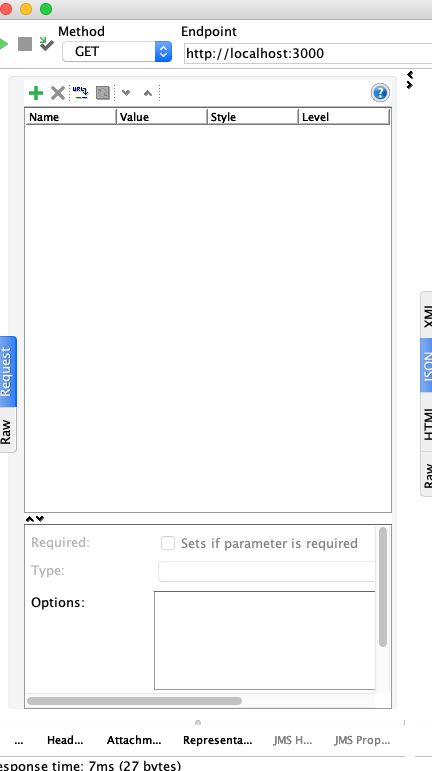 Method Endpoint
GET http://localhost:3000
Name Value Style Level
Request
Raw
XML
JSON
HTML
Raw
Required: Sets if parameter is required
Type:
Options:
... Head... Attachm... Representa... JMS H... JMS Prop...
esponse time: 7ms (27 bytes)